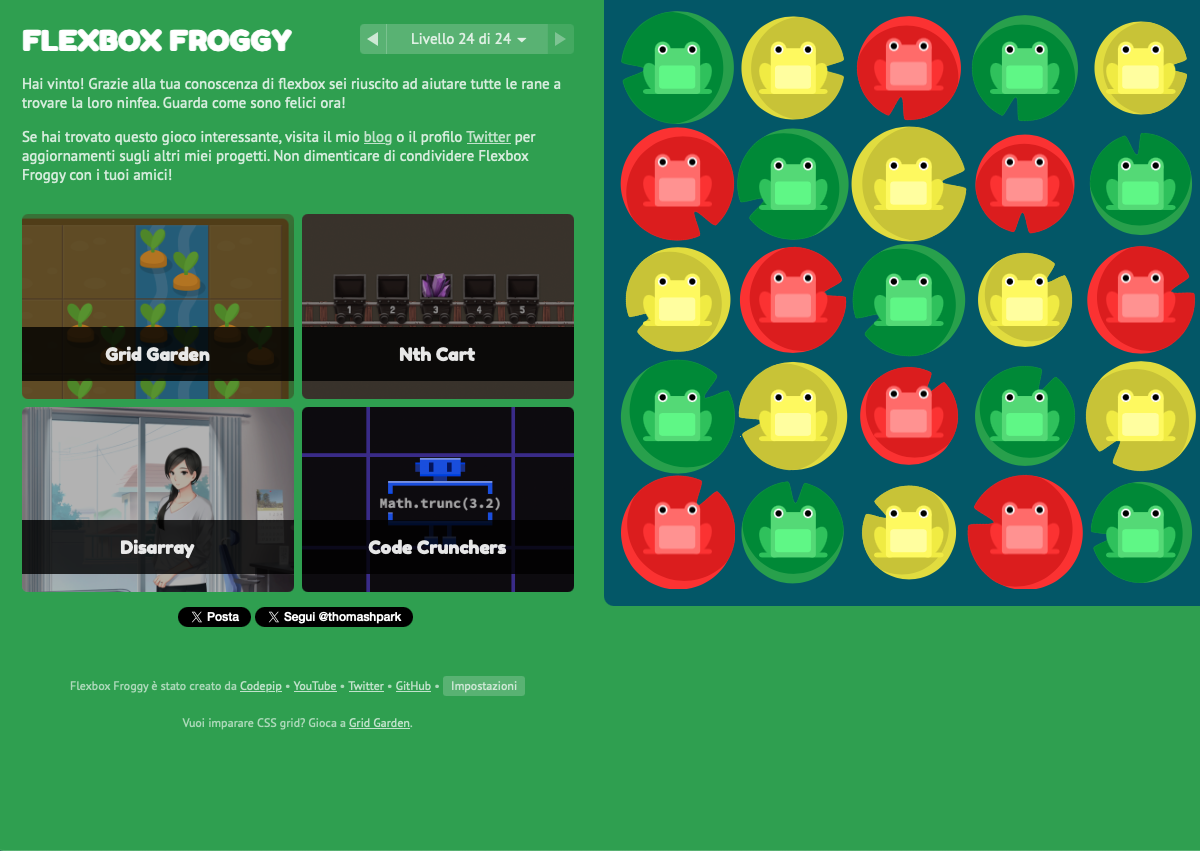 FLEXBOX FROGGY
Livello 24 di 24
Hai vinto! Grazie alla tua conoscenza di flexbox sei riuscito ad aiutare tutte le rane a
trovare la loro ninfea. Guarda come sono felici ora!
Se hai trovato questo gioco interessante, visita il mio blog o il profilo Twitter per
aggiornamenti sugli altri miei progetti. Non dimenticare di condividere Flexbox
Froggy con i tuoi amici!
Grid Garden
1 2 3 4 5
Nth Cart
Disarray
Math.trunc(3.2)
Code Crunchers
Posta
Segui @thomashpark
Flexbox Froggy è stato creato da Codepip • YouTube • Twitter • GitHub • Impostazioni
Vuoi imparare CSS grid? Gioca a Grid Garden.